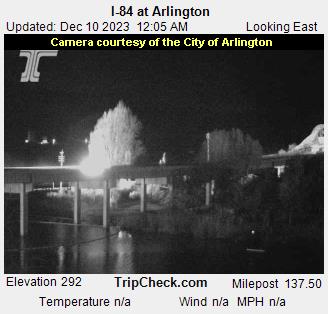 I-84 at Arlington
Updated: Dec 10 2023 12:05 AM Looking East
Camera courtesy of the City of Arlington
Elevation 292 TripCheck.com Milepost 137.50
Temperature n/a Wind n/a MPH n/a